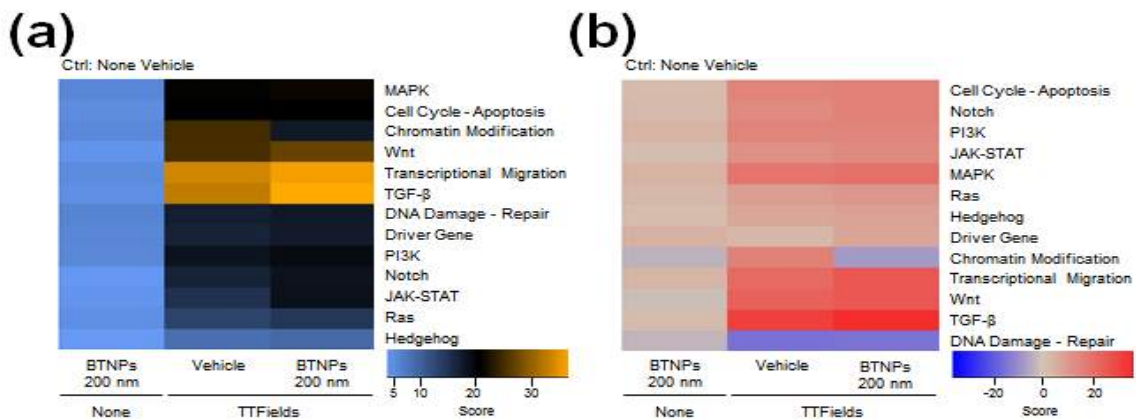 (a)
Ctrl: None Vehicle
MAPK
Cell Cycle - Apoptosis
Chromatin Modification
Wnt
Transcriptional Migration
TGF-β
DNA Damage - Repair
Driver Gene
PI3K
Notch
JAK-STAT
Ras
Hedgehog
BTNPs
200 nm
Vehicle
BTNPs
200 nm
None
TTFields
5 10 20 30
Score
(b)
Ctrl: None Vehicle
Cell Cycle - Apoptosis
Notch
PI3K
JAK-STAT
MAPK
Ras
Hedgehog
Driver Gene
Chromatin Modification
Transcriptional Migration
Wnt
TGF-β
DNA Damage - Repair
BTNPs
200 nm
Vehicle
BTNPs
200 nm
None
TTFields
-20 0 20
Score